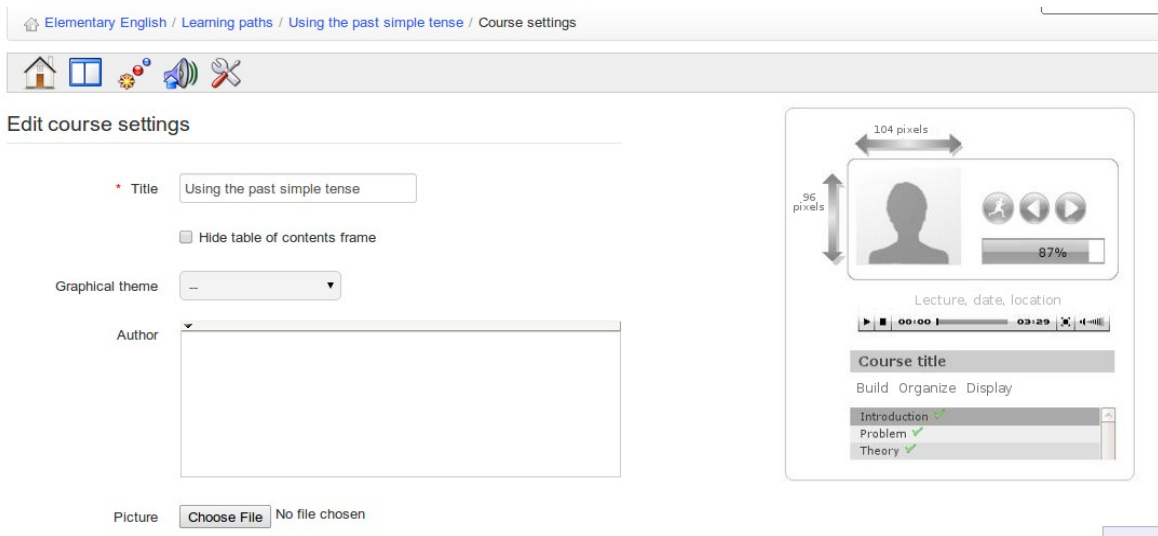 Elementary English / Learning paths / Using the past simple tense / Course settings
Edit course settings
* Title Using the past simple tense
Hide table of contents frame
Graphical theme --
Author
Picture Choose File No file chosen
104 pixels
96
pixels
87%
Lecture, date, location
00:00 03:29
Course title
Build Organize Display
Introduction
Problem
Theory